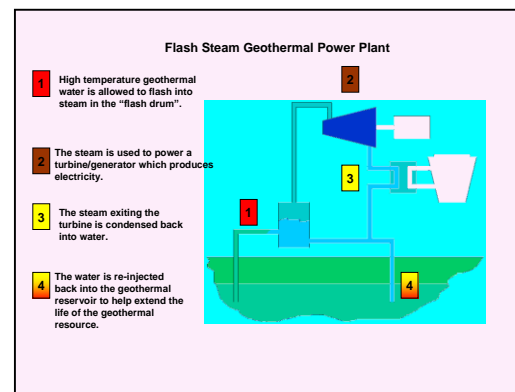 Flash Steam Geothermal Power Plant
1
High temperature geothermal
water is allowed to flash into
steam in the “flash drum”.
2
The steam is used to power a
turbine/generator which produces
electricity.
3
The steam exiting the
turbine is condensed back
into water.
4
The water is re-injected
back into the geothermal
reservoir to help extend the
life of the geothermal
resource.
2
3
1
4